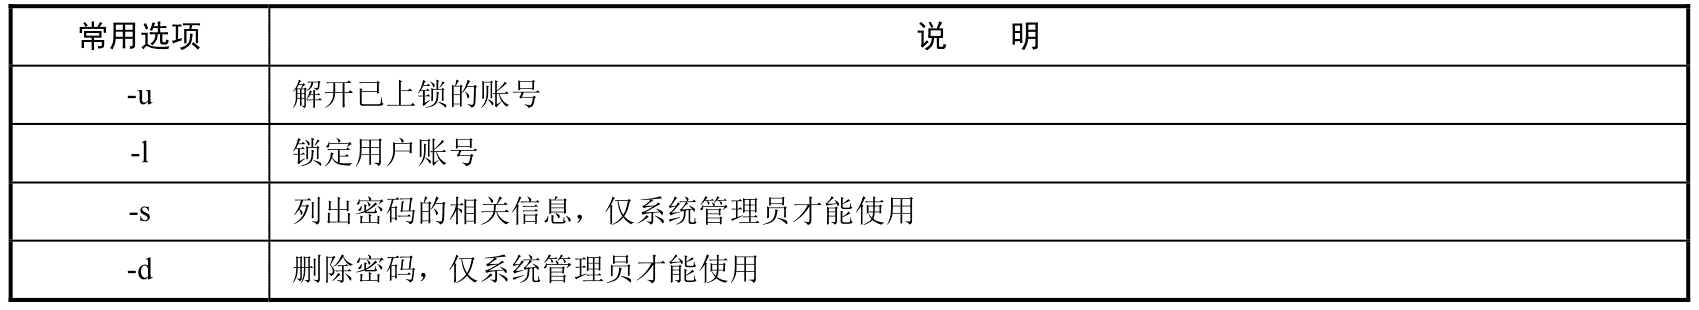 常用选项 说 明
-u 解开已上锁的账号
-l 锁定用户账号
-s 列出密码的相关信息，仅系统管理员才能使用
-d 删除密码，仅系统管理员才能使用